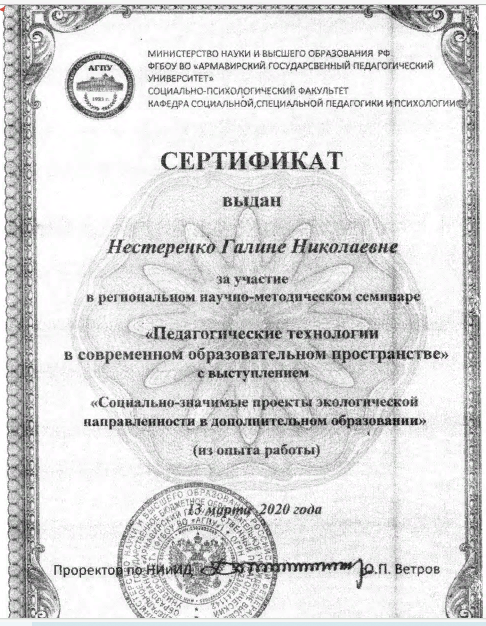 МИНИСТЕРСТВО НАУКИ И ВЫСШЕГО ОБРАЗОВАНИЯ РФ
ФГБОУ ВО «АРМАВИРСКИЙ ГОСУДАРСВЕННЫЙ ПЕДАГОГИЧЕСКИЙ
УНИВЕРСИТЕТ»
СОЦИАЛЬНО-ПСИХОЛОГИЧЕСКИЙ ФАКУЛЬТЕТ
КАФЕДРА СОЦИАЛЬНОЙ,СПЕЦИАЛЬНОЙ ПЕДАГОГИКИ И ПСИХОЛОГИИ
АГПУ
1923 г.
СЕРТИФИКАТ
выдан
Нестеренко Галине Николаевне
за участие
в региональном научно-методическом семинаре
«Педагогические технологии
в современном образовательном пространстве»
с выступлением
«Социально-значимые проекты экологической
направленности в дополнительном образовании»
(из опыта работы)
13 марта 2020 года
Проректор по НИиИД О.П. Ветров